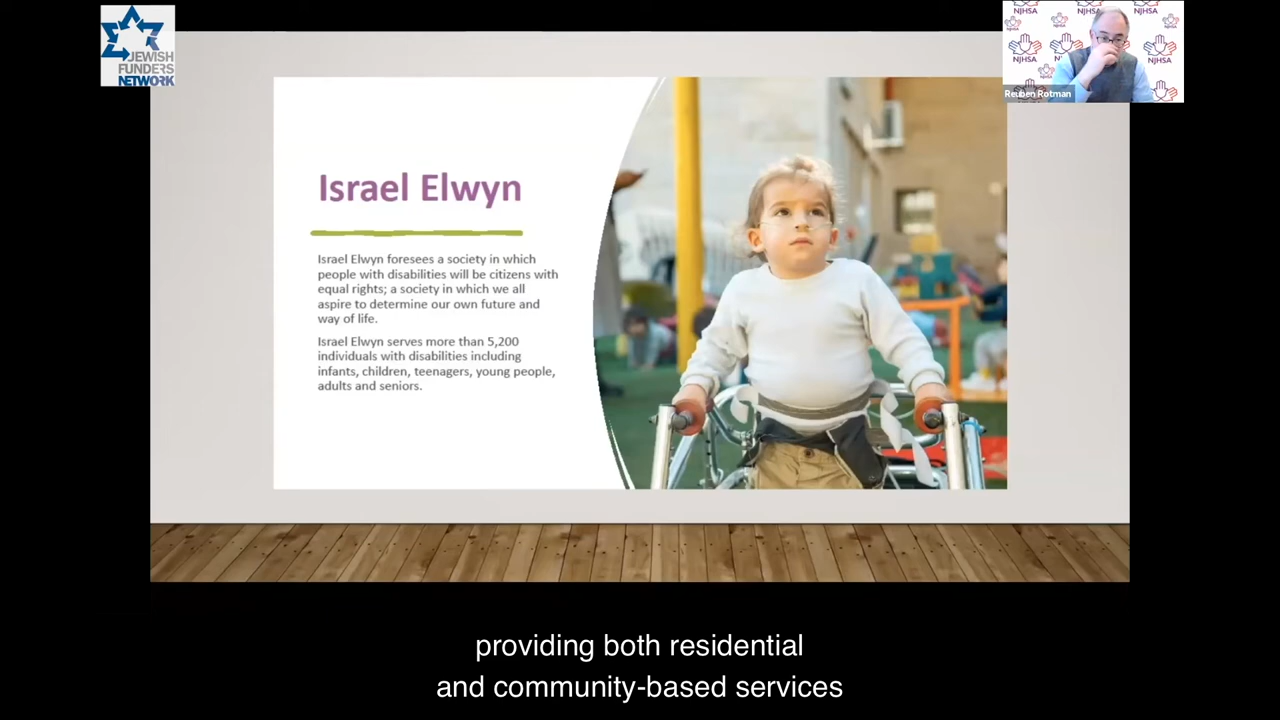 JEWISH
FUNDERS
NETWORK
NJHSA
NJHSA
NJHSA
NJHSA
Reuben Rotman
Israel Elwyn
Israel Elwyn foresees a society in which
people with disabilities will be citizens with
equal rights; a society in which we all
aspire to determine our own future and
way of life.
Israel Elwyn serves more than 5,200
individuals with disabilities including
infants, children, teenagers, young people,
adults and seniors.
providing both residential
and community-based services